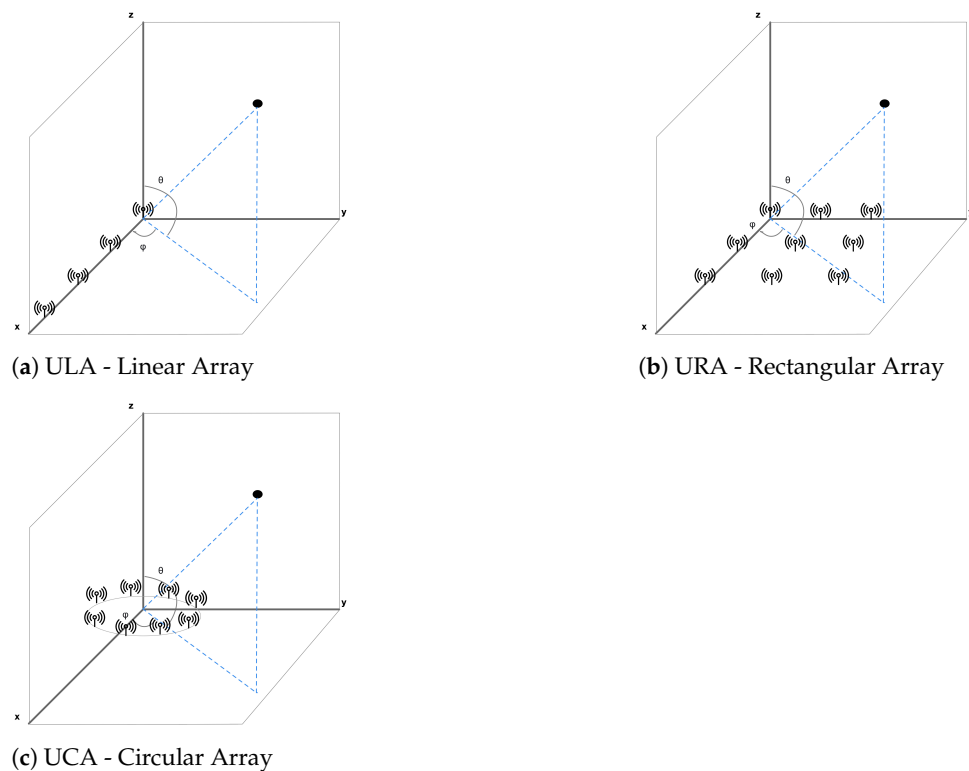 z
θ
y
φ
x
(a) ULA - Linear Array
z
θ
φ
x
(b) URA - Rectangular Array
z
θ
y
φ
x
(c) UCA - Circular Array